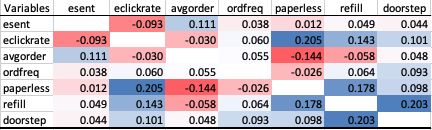 Variables esent eclickrate avgorder ordfreq paperless refill doorstep
esent -0.093 0.111 0.038 0.012 0.049 0.044
eclickrate -0.093 -0.030 0.060 0.205 0.143 0.101
avgorder 0.111 -0.030 0.055 -0.144 -0.058 0.048
ordfreq 0.038 0.060 0.055 -0.026 0.064 0.093
paperless 0.012 0.205 -0.144 -0.026 0.178 0.098
refill 0.049 0.143 -0.058 0.064 0.178 0.203
doorstep 0.044 0.101 0.048 0.093 0.098 0.203